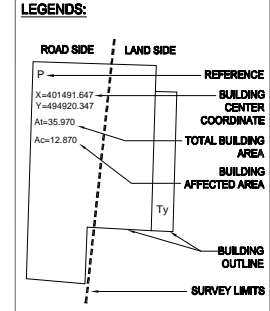 LEGENDS:
ROAD SIDE LAND SIDE
P
REFERENCE
X=401491.647
Y=494920.347
BUILDING
CENTER
COORDINATE
At=35.970
TOTAL BUILDING
AREA
Ac=12.870
BUILDING
AFFECTED AREA
Ty
BUILDING
OUTLINE
SURVEY LIMITS